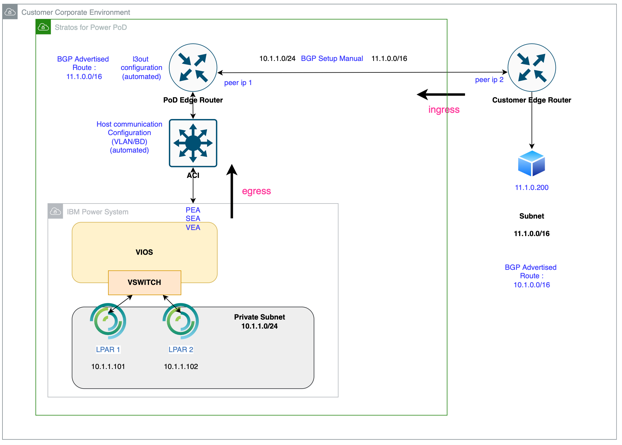 Customer Corporate Environment
Stratos for Power PoD
BGP Advertised
Route :
11.1.0.0/16
l3out
configuration
(automated)
10.1.1.0/24 BGP Setup Manual 11.1.0.0/16
peer ip 1
peer ip 2
PoD Edge Router
Customer Edge Router
ingress
Host communication
Configuration
(VLAN/BD)
(automated)
ACI
egress
11.1.0.200
PEA
SEA
VEA
IBM Power System
Subnet
11.1.0.0/16
VIOS
VSWITCH
BGP Advertised
Route :
10.1.0.0/16
Private Subnet
10.1.1.0/24
LPAR 1
LPAR 2
10.1.1.101
10.1.1.102